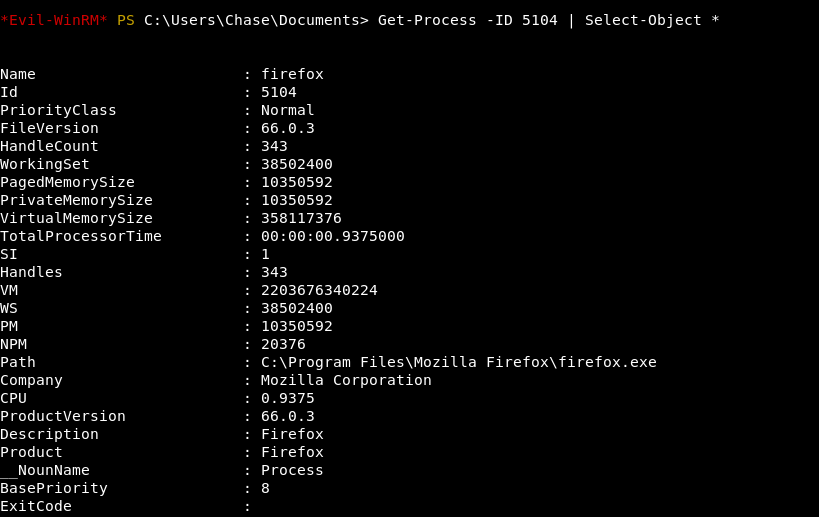 *Evil-WinRM* PS C:\Users\Chase\Documents> Get-Process -ID 5104 | Select-Object *
Name : firefox
Id : 5104
PriorityClass : Normal
FileVersion : 66.0.3
HandleCount : 343
WorkingSet : 38502400
PagedMemorySize : 10350592
PrivateMemorySize : 10350592
VirtualMemorySize : 358117376
TotalProcessorTime : 00:00:00.9375000
SI : 1
Handles : 343
VM : 2203676340224
WS : 38502400
PM : 10350592
NPM : 20376
Path : C:\Program Files\Mozilla Firefox\firefox.exe
Company : Mozilla Corporation
CPU : 0.9375
ProductVersion : 66.0.3
Description : Firefox
Product : Firefox
__NounName : Process
BasePriority : 8
ExitCode :